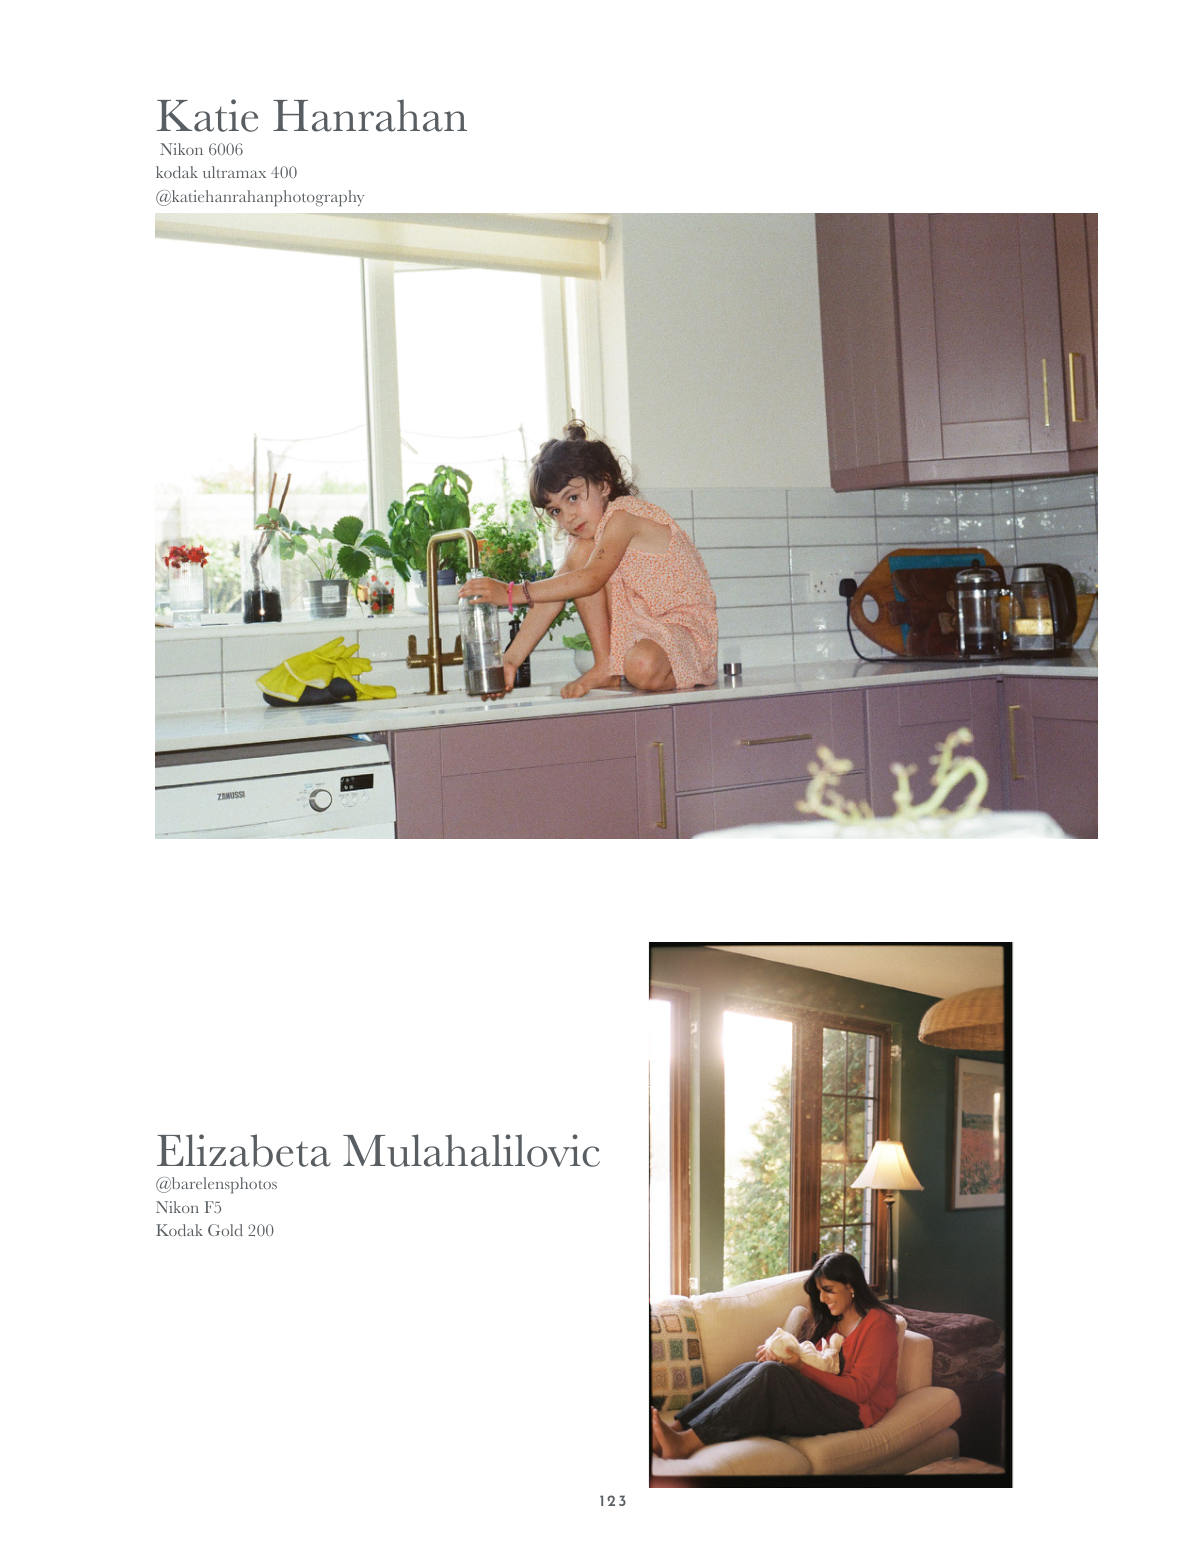 Katie Hanrahan
Nikon 6006
kodak ultramax 400
@katiehanrahanphotography
ZANUSSI
Elizabeta Mulahalilovic
@barelensphotos
Nikon F5
Kodak Gold 200
123